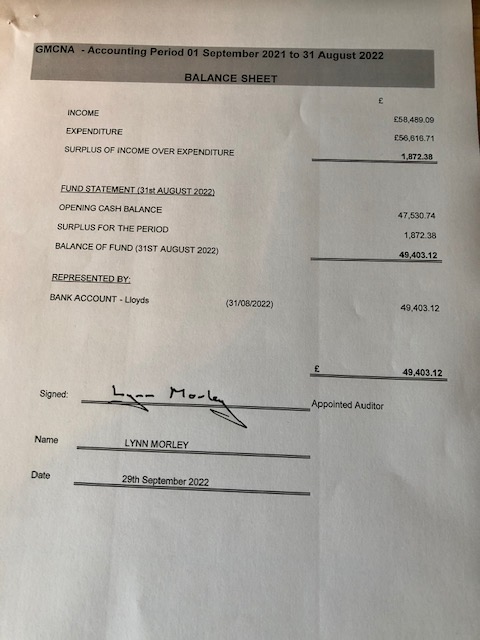 GMCNA - Accounting Period 01 September 2021 to 31 August 2022
BALANCE SHEET
£
INCOME £58,489.09
EXPENDITURE £56,616.71
SURPLUS OF INCOME OVER EXPENDITURE 1,872.38
FUND STATEMENT (31st AUGUST 2022)
OPENING CASH BALANCE 47,530.74
SURPLUS FOR THE PERIOD 1,872.38
BALANCE OF FUND (31ST AUGUST 2022) 49,403.12
REPRESENTED BY:
BANK ACCOUNT - Lloyds (31/08/2022) 49,403.12
£ 49,403.12
Signed: Lynn Morley Appointed Auditor
Name LYNN MORLEY
Date 29th September 2022